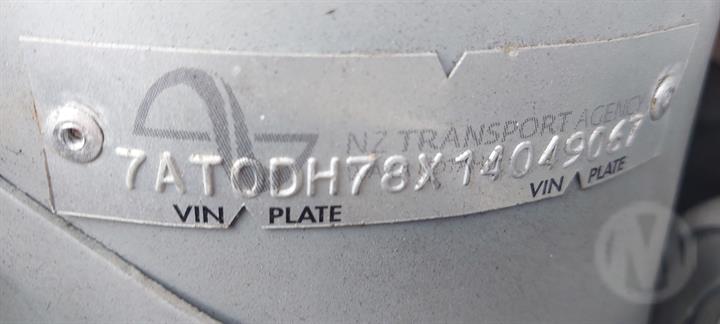 NZ TRANSPORT AGENCY
7AT0DH78X14049067
VIN PLATE VIN PLATE
M